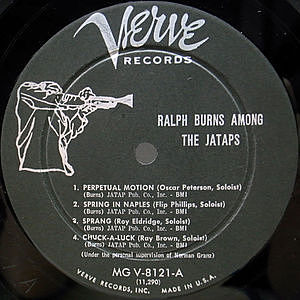 Verve
RECORDS
RALPH BURNS AMONG
THE JATAPS
1. PERPETUAL MOTION (Oscar Peterson, Soloist)
(Burns) JATAP Pub. Co., Inc. - BMI
2. SPRING IN NAPLES (Flip Phillips, Soloist)
(Burns) JATAP Pub. Co., Inc. - BMI
3. SPRANG (Roy Eldridge, Soloist)
(Burns) JATAP Pub. Co., Inc. - BMI
4. CHUCK-A-LUCK (Ray Brown, Soloist)
(Burns) JATAP Pub. Co., Inc. - BMI
(Under the personal supervision of Norman Granz)
MG V-8121-A
(11,290)
VERVE RECORDS, INC. MADE IN U.S.A.